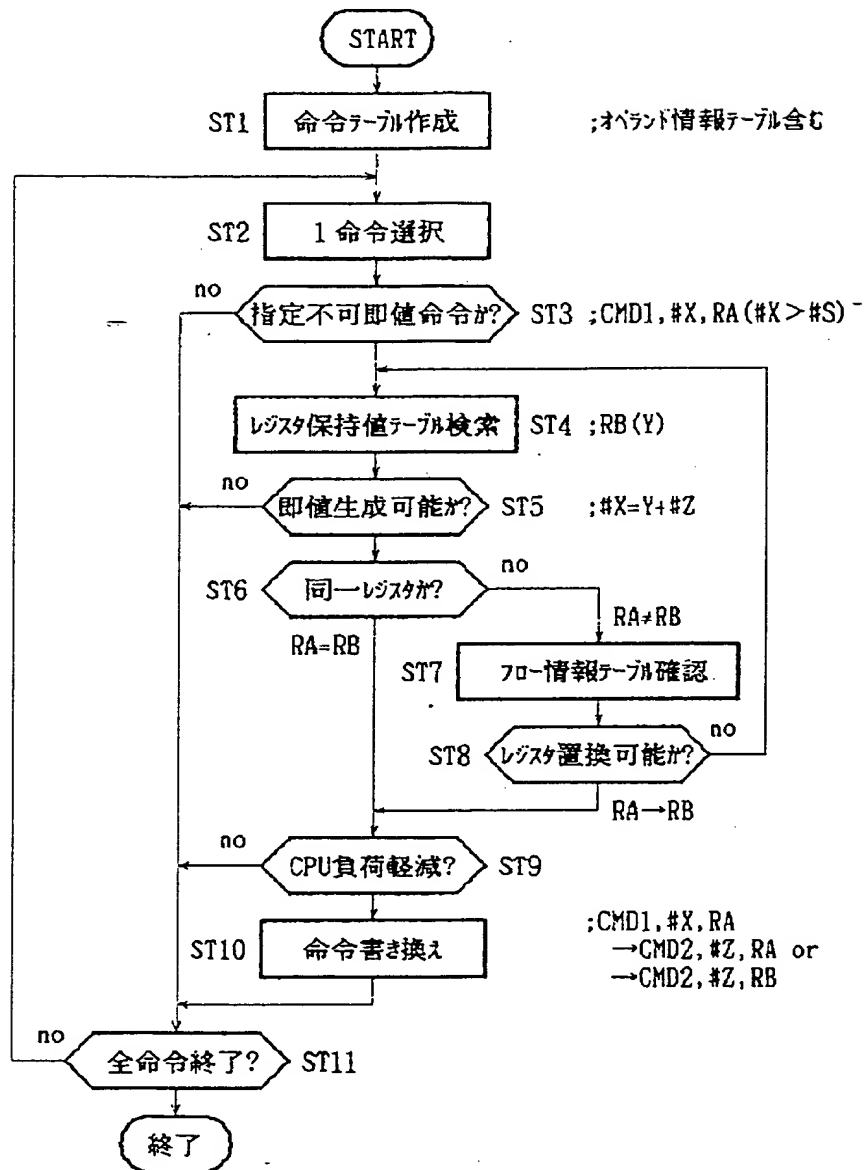 START
ST1 命令テーブル作成 ;オペランド情報テーブル含む
ST2 1命令選択
no
指定不可即値命令か? ST3 ;CMD1,#X,RA(#X>#S)
レジスタ保持値テーブル検索 ST4 ;RB(Y)
no
即値生成可能か? ST5 ;#X=Y+#Z
ST6 同一レジスタか? no
RA=RB RA≠RB
ST7 フロー情報テーブル確認
ST8 レジスタ置換可能か? no
RA→RB
no
CPU負荷軽減? ST9
ST10 命令書き換え ;CMD1,#X,RA
→CMD2,#Z,RA or
→CMD2,#Z,RB
no
全命令終了? ST11
終了